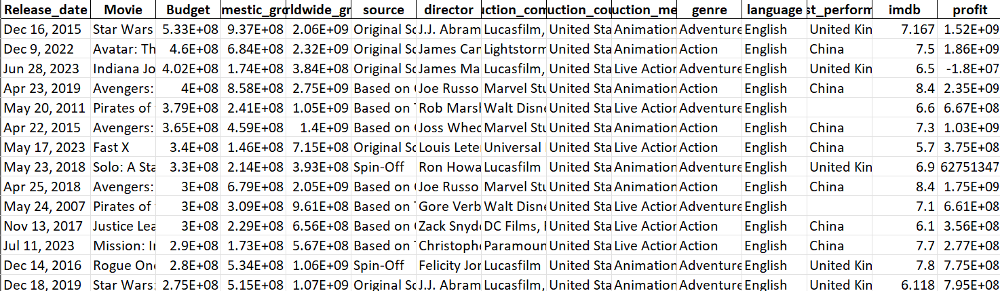 Release_date Movie Budget mestic_gro ldwide_gr source director uction_com uction_cou uction_me genre language st_perform imdb profit
Dec 16, 2015 Star Wars 5.33E+08 9.37E+08 2.06E+09 Original Sc J.J. Abram Lucasfilm, United Sta Animation Adventure English United Kin 7.167 1.52E+09
Dec 9, 2022 Avatar: Th 4.6E+08 6.84E+08 2.32E+09 Original Sc James Can Lightstorm United Sta Animation Action English China 7.5 1.86E+09
Jun 28, 2023 Indiana Jo 4.02E+08 1.74E+08 3.84E+08 Original Sc James Ma Lucasfilm, United Sta Live Action Adventure English United Kin 6.5 -1.8E+07
Apr 23, 2019 Avengers: 4E+08 8.58E+08 2.75E+09 Based on Joe Russo Marvel Stu United Sta Animation Action English China 8.4 2.35E+09
May 20, 2011 Pirates of 3.79E+08 2.41E+08 1.05E+09 Based on T Rob Marsh Walt Disne United Sta Live Action Adventure English 6.6 6.67E+08
Apr 22, 2015 Avengers: 3.65E+08 4.59E+08 1.4E+09 Based on Joss Whed Marvel Stu United Sta Animation Action English China 7.3 1.03E+09
May 17, 2023 Fast X 3.4E+08 1.46E+08 7.15E+08 Original Sc Louis Lete Universal United Sta Live Action Action English China 5.7 3.75E+08
May 23, 2018 Solo: A Sta 3.3E+08 2.14E+08 3.93E+08 Spin-Off Ron Howa Lucasfilm United Sta Animation Adventure English United Kin 6.9 62751347
Apr 25, 2018 Avengers: 3E+08 6.79E+08 2.05E+09 Based on Joe Russo Marvel Stu United Sta Animation Action English China 8.4 1.75E+09
May 24, 2007 Pirates of 3E+08 3.09E+08 9.61E+08 Based on T Gore Verb Walt Disne United Sta Live Action Adventure English 7.1 6.61E+08
Nov 13, 2017 Justice Lea 3E+08 2.29E+08 6.56E+08 Based on Zack Snyde DC Films, United Sta Live Action Action English China 6.1 3.56E+08
Jul 11, 2023 Mission: I 2.9E+08 1.73E+08 5.67E+08 Based on T Christophe Paramoun United Sta Live Action Action English China 7.7 2.77E+08
Dec 14, 2016 Rogue One 2.8E+08 5.34E+08 1.06E+09 Spin-Off Felicity Jor Lucasfilm United Sta Animation Adventure English United Kin 7.8 7.75E+08
Dec 18, 2019 Star Wars: 2.75E+08 5.15E+08 1.07E+09 Original Sc J.J. Abram Lucasfilm, United Sta Animation Adventure English United Kin 6.118 7.95E+08